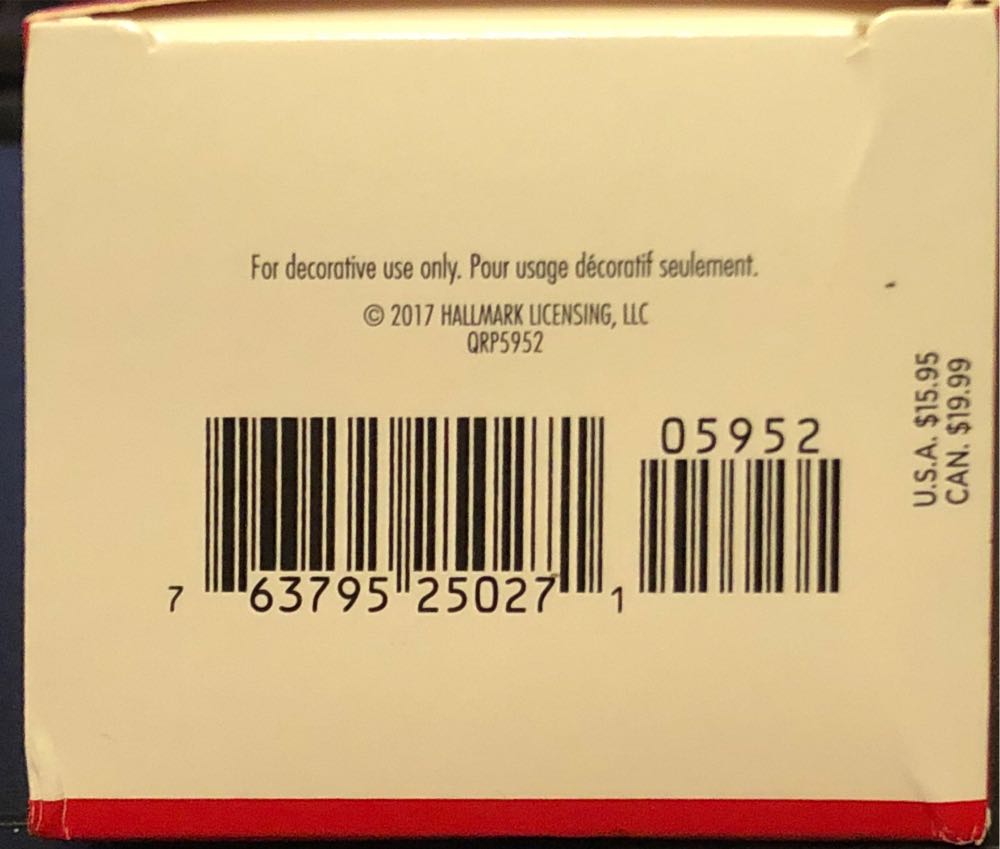 For decorative use only. Pour usage décoratif seulement.
© 2017 HALLMARK LICENSING, LLC
QRP5952
05952
7 63795 25027 1
U.S.A. $15.95
CAN. $19.99